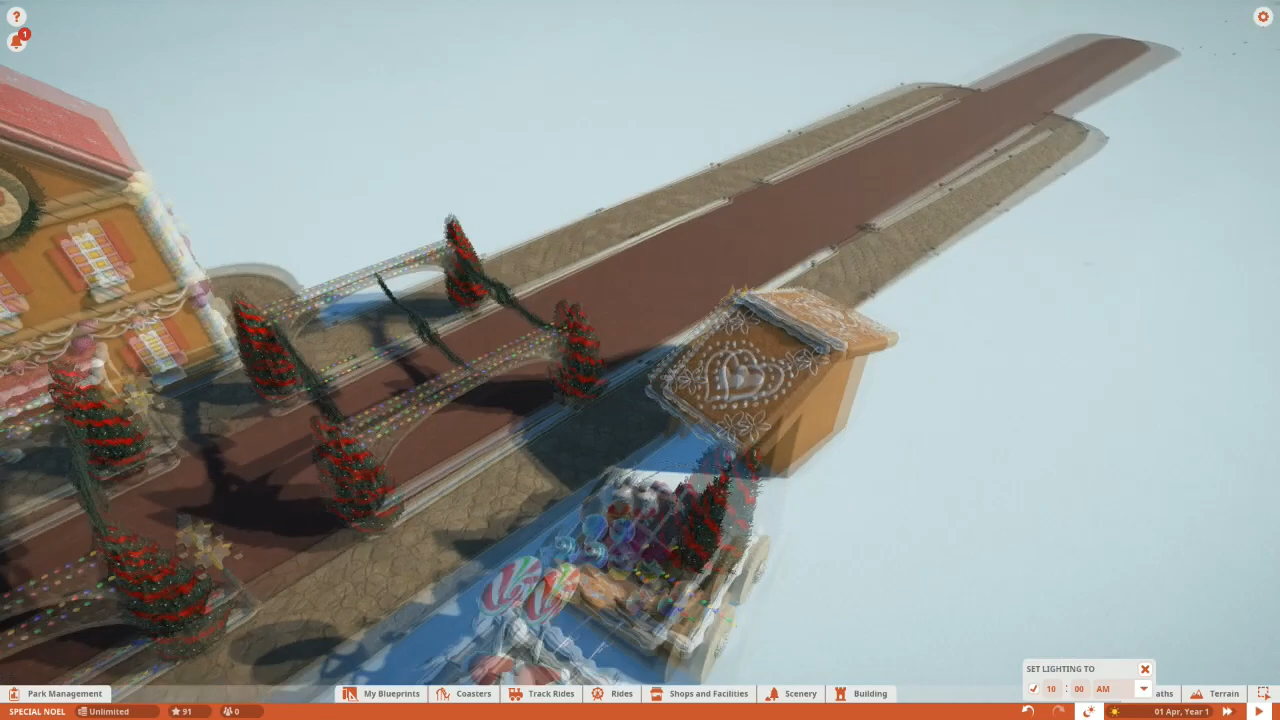 ?
1
SET LIGHTING TO
10 : 00 AM
Park Management
My Blueprints
Coasters
Track Rides
Rides
Shops and Facilities
Scenery
Building
aths
Terrain
SPECIAL NOEL
Unlimited
91
0
01 Apr, Year 1